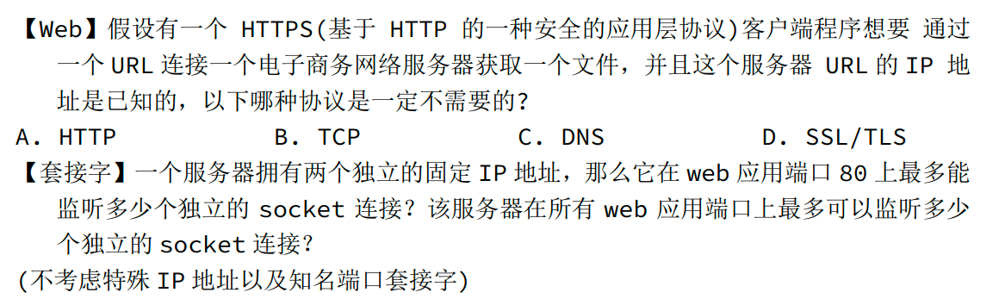 【Web】假设有一个 HTTPS(基于 HTTP 的一种安全的应用层协议)客户端程序想要 通过
一个 URL 连接一个电子商务网络服务器获取一个文件，并且这个服务器 URL 的 IP 地
址是已知的，以下哪种协议是一定不需要的?
A. HTTP B. TCP C. DNS D. SSL/TLS
【套接字】一个服务器拥有两个独立的固定 IP 地址，那么它在 web 应用端口 80 上最多能
监听多少个独立的 socket 连接？该服务器在所有 web 应用端口上最多可以监听多少
个独立的 socket 连接？
(不考虑特殊 IP 地址以及知名端口套接字)